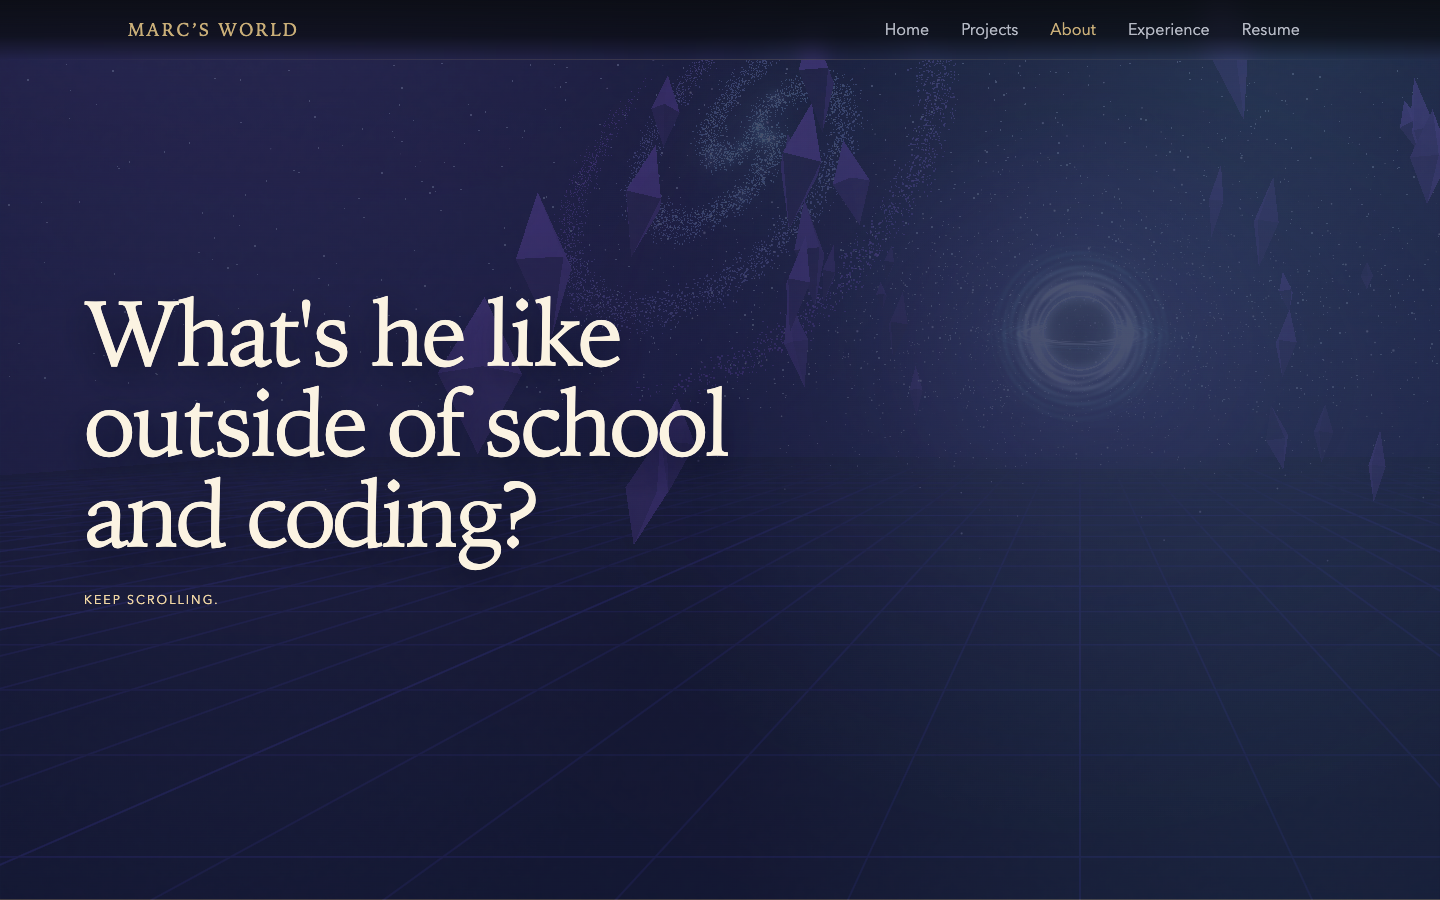 MARC’S WORLD
Home Projects About Experience Resume
What's he like
outside of school
and coding?
KEEP SCROLLING.